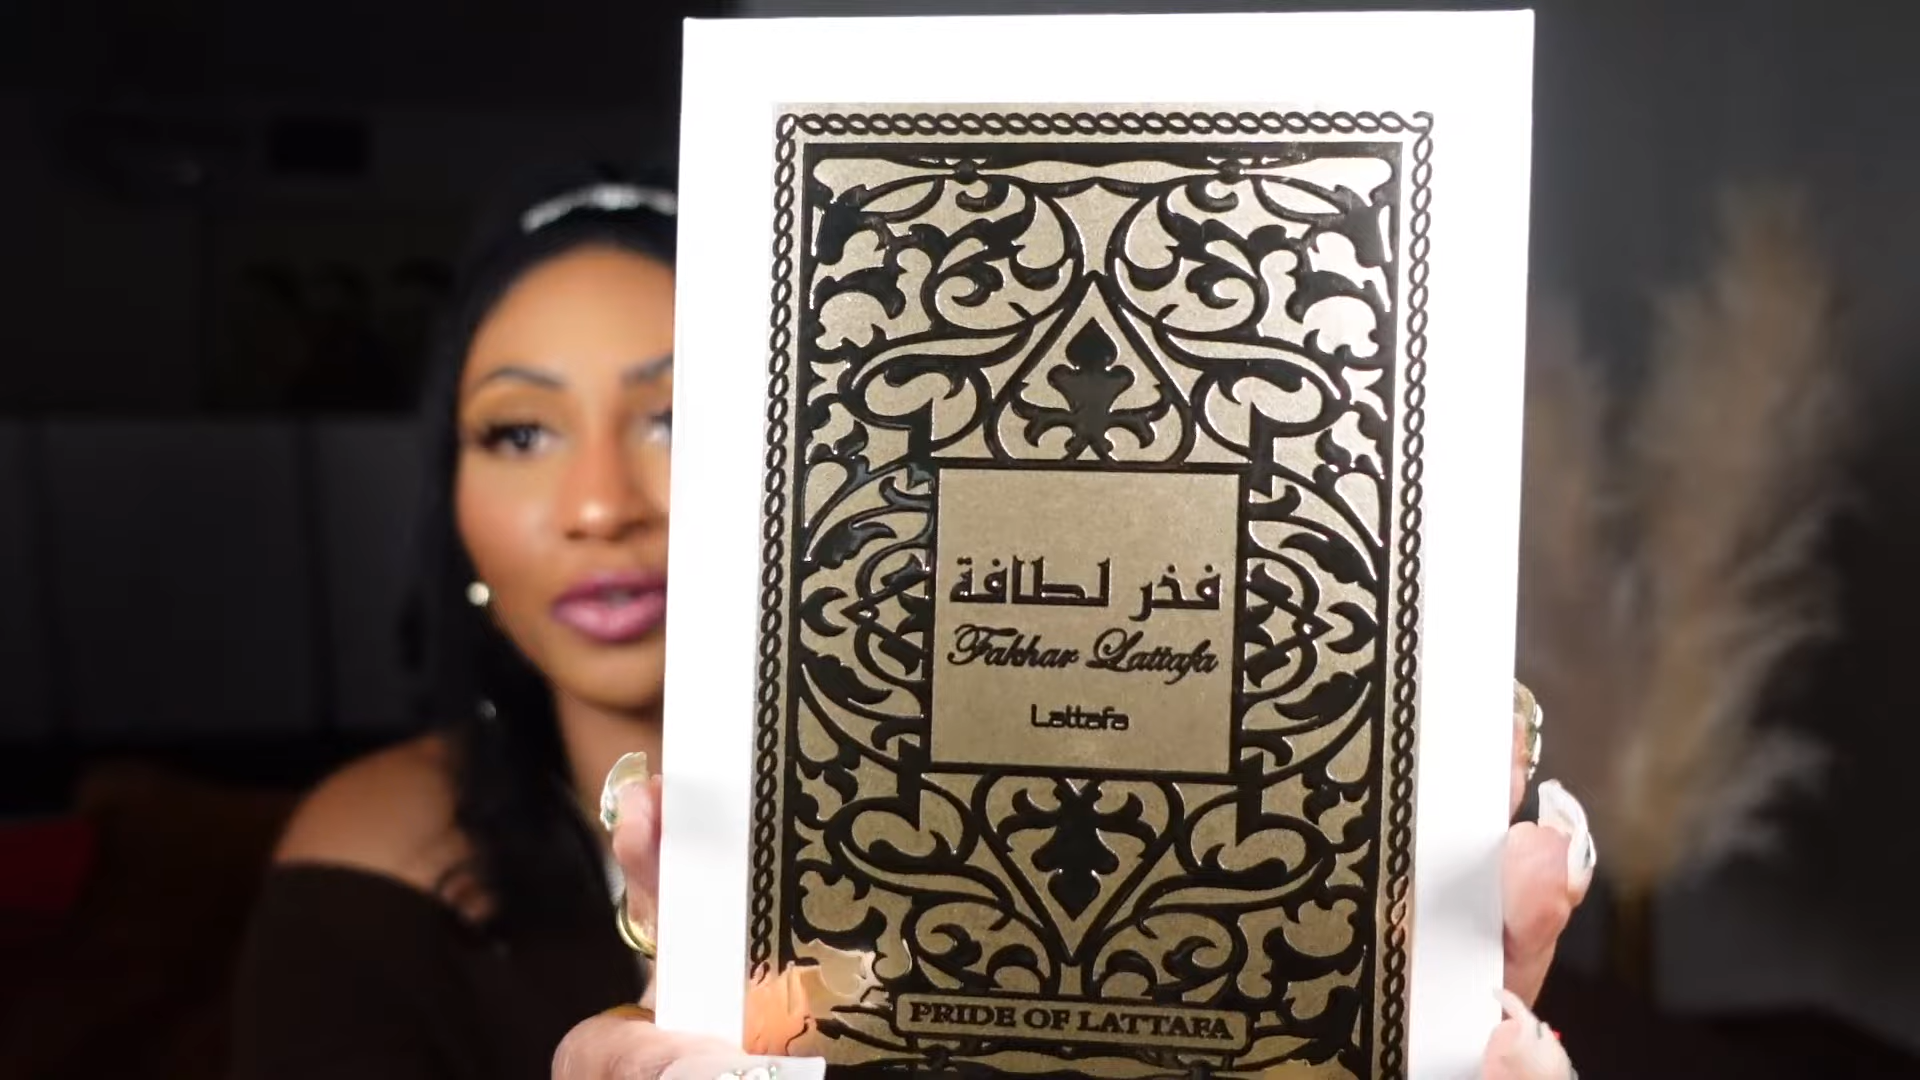 فخر لطافة
Fakhar Lattafa
Lattafa
PRIDE OF LATTAFA